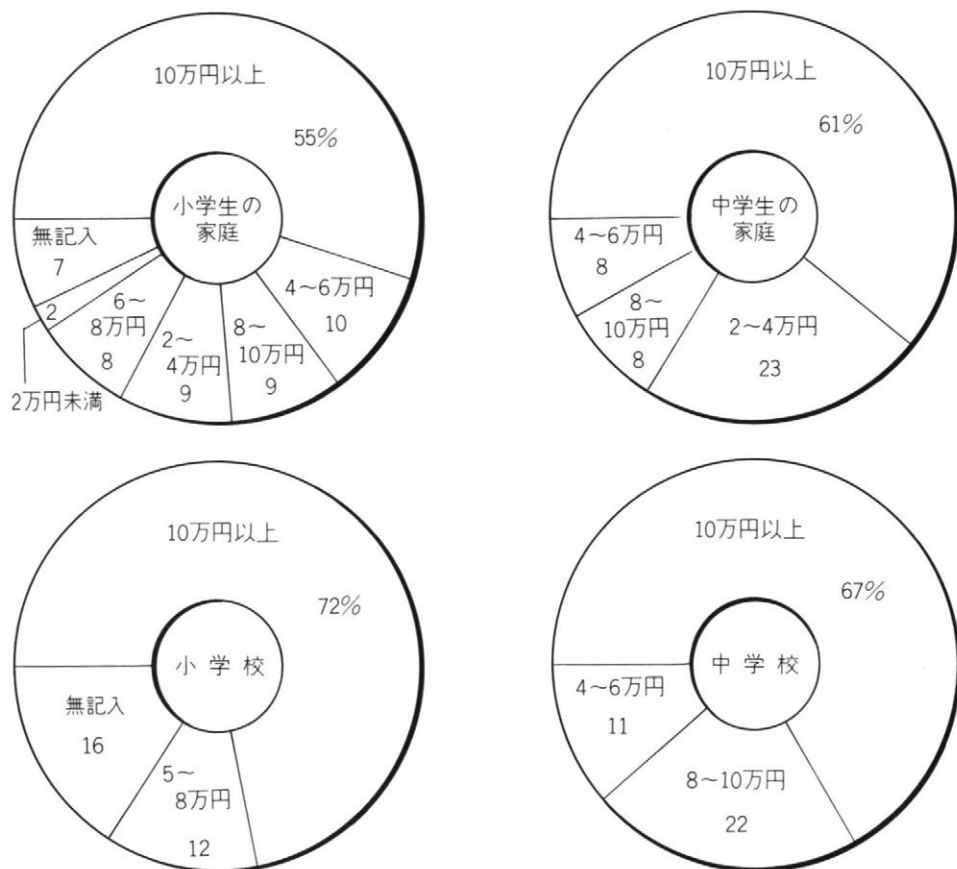 10万円以上
55%
小学生の
家庭
無記入
7
2
2万円未満
6～
8万円
8
2～
4万円
9
8～
10万円
9
4～6万円
10
10万円以上
61%
中学生の
家庭
4～6万円
8
8～
10万円
8
2～4万円
23
10万円以上
72%
小学校
無記入
16
5～
8万円
12
10万円以上
67%
中学校
4～6万円
11
8～10万円
22